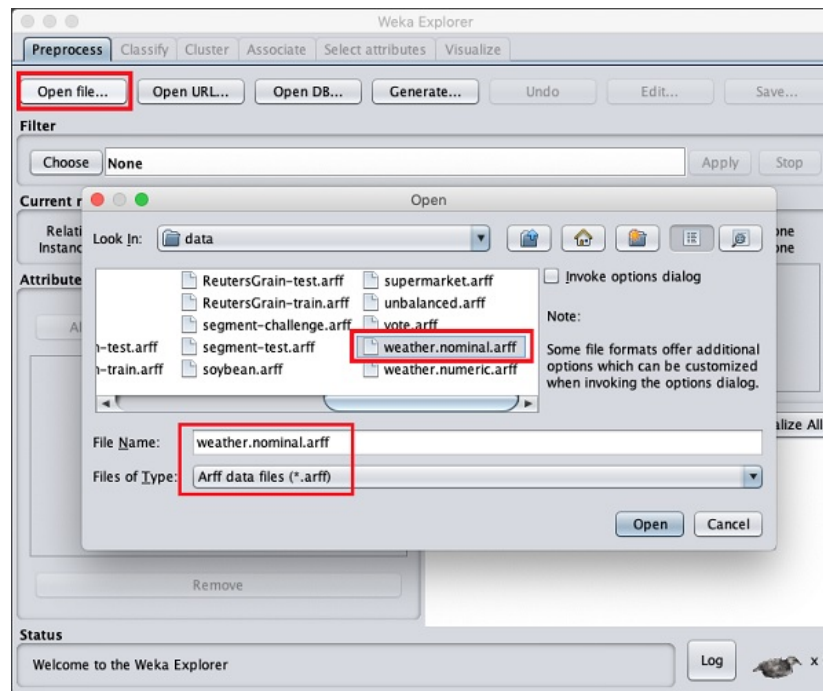 Weka Explorer
Preprocess Classify Cluster Associate Select attributes Visualize
Open file... Open URL... Open DB... Generate... Undo Edit... Save...
Filter
Choose None Apply Stop
Current r
Open
Relati
Instanc
one
one
Look In: data
Attribute
Al
ReutersGrain-test.arff supermarket.arff
ReutersGrain-train.arff unbalanced.arff
segment-challenge.arff vote.arff
n-test.arff segment-test.arff weather.nominal.arff
n-train.arff soybean.arff weather.numeric.arff
Invoke options dialog
Note:
Some file formats offer additional
options which can be customized
when invoking the options dialog.
alize All
File Name: weather.nominal.arff
Files of Type: Arff data files (*.arff)
Open Cancel
Remove
Status
Welcome to the Weka Explorer
Log x